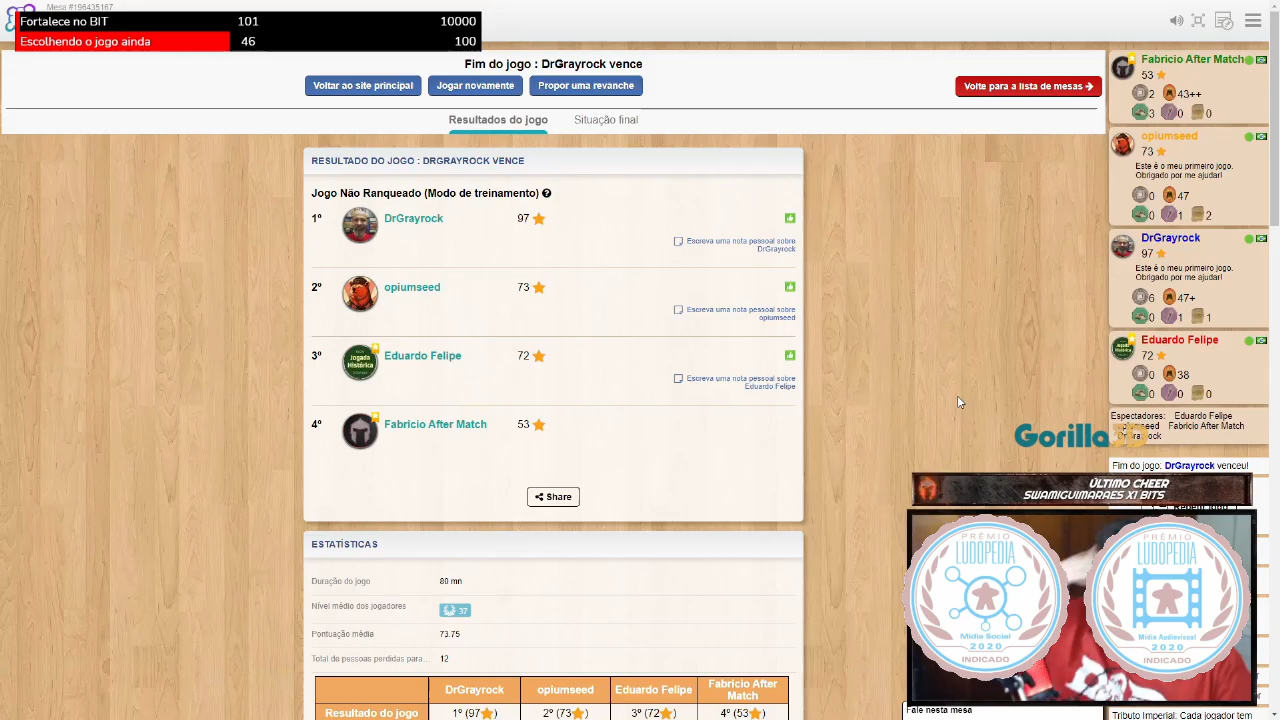 Mesa #196435167
Fortalece no BIT 101 10000
Escolhendo o jogo ainda 46 100
Fim do jogo : DrGrayrock vence
Voltar ao site principal Jogar novamente Propor uma revanche
Volte para a lista de mesas
Resultados do jogo Situação final
RESULTADO DO JOGO : DRGRAYROCK VENCE
Jogo Não Ranqueado (Modo de treinamento)
1º DrGrayrock 97
Escreva uma nota pessoal sobre
DrGrayrock
2º opiumseed 73
Escreva uma nota pessoal sobre
opiumseed
3º Eduardo Felipe 72
Escreva uma nota pessoal sobre
Eduardo Felipe
4º Fabricio After Match 53
Share
ESTATÍSTICAS
Duração do jogo 80 mn
Nível médio dos jogadores 37
Pontuação média 73.75
Total de pessoas perdidas para... 12
DrGrayrock opiumseed Eduardo Felipe Fabricio After
Match
Resultado do jogo 1º (97) 2º (73) 3º (72) 4º (53)
Fabricio After Match
53
2 43++
3 0 0
opiumseed
73
Este é o meu primeiro jogo.
Obrigado por me ajudar!
0 47
0 1 2
DrGrayrock
97
Este é o meu primeiro jogo.
Obrigado por me ajudar!
6 47+
0 1 1
Eduardo Felipe
72
0 38
0 0 0
Espectadores: Eduardo Felipe
Gorilla3D
Fim do jogo: DrGrayrock venceu!
ÚLTIMO CHEER
SWAMIGUIMARAES X1 BITS
PRÊMIO
LUDOPEDIA
Mídia Social
2020
INDICADO
PRÊMIO
LUDOPEDIA
Mídia Audiovisual
2020
INDICADO
Jogada
Histórica
Fale nesta mesa
Tributo Imperial: Cada jogador tem